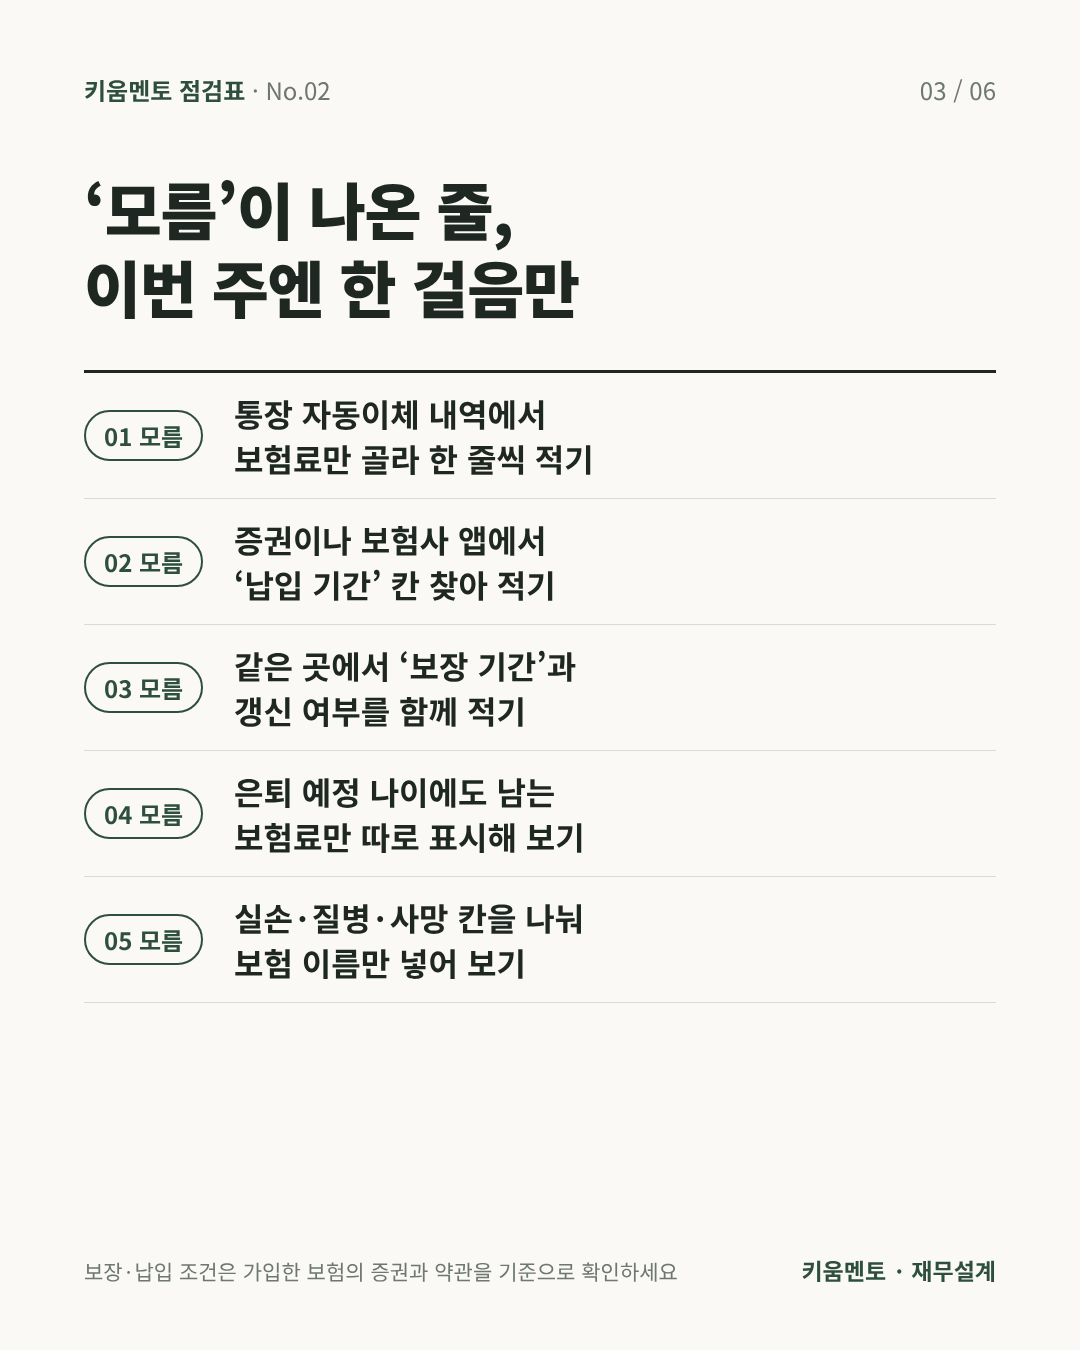 키움멘토 점검표 · No.02
03 / 06
‘모름’이 나온 줄,
이번 주엔 한 걸음만
01 모름
통장 자동이체 내역에서
보험료만 골라 한 줄씩 적기
02 모름
증권이나 보험사 앱에서
‘납입 기간’ 칸 찾아 적기
03 모름
같은 곳에서 ‘보장 기간’과
갱신 여부를 함께 적기
04 모름
은퇴 예정 나이에도 남는
보험료만 따로 표시해 보기
05 모름
실손·질병·사망 칸을 나눠
보험 이름만 넣어 보기
보장·납입 조건은 가입한 보험의 증권과 약관을 기준으로 확인하세요
키움멘토 · 재무설계